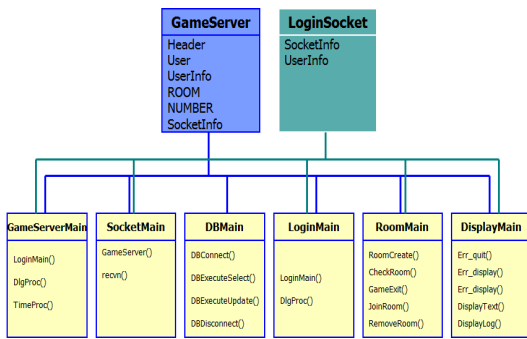 GameServer
Header
User
UserInfo
ROOM
NUMBER
SocketInfo
LoginSocket
SocketInfo
UserInfo
GameServerMain
LoginMain()
DlgProc()
TimeProc()
SocketMain
GameServer()
recvn()
DBMain
DBConnect()
DBExecuteSelect()
DBExecuteUpdate()
DBDisconnect()
LoginMain
LoginMain()
DlgProc()
RoomMain
RoomCreate()
CheckRoom()
GameExit()
JoinRoom()
RemoveRoom()
DisplayMain
Err_quit()
Err_display()
Err_display()
DisplayText()
DisplayLog()